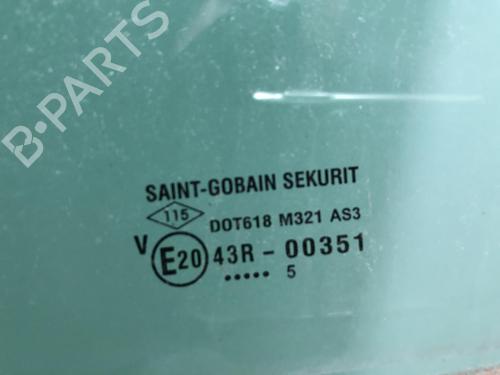 B-PARTS
SAINT-GOBAIN SEKURIT
115 DOT618 M321 AS3
V E20 43R - 00351
..... 5